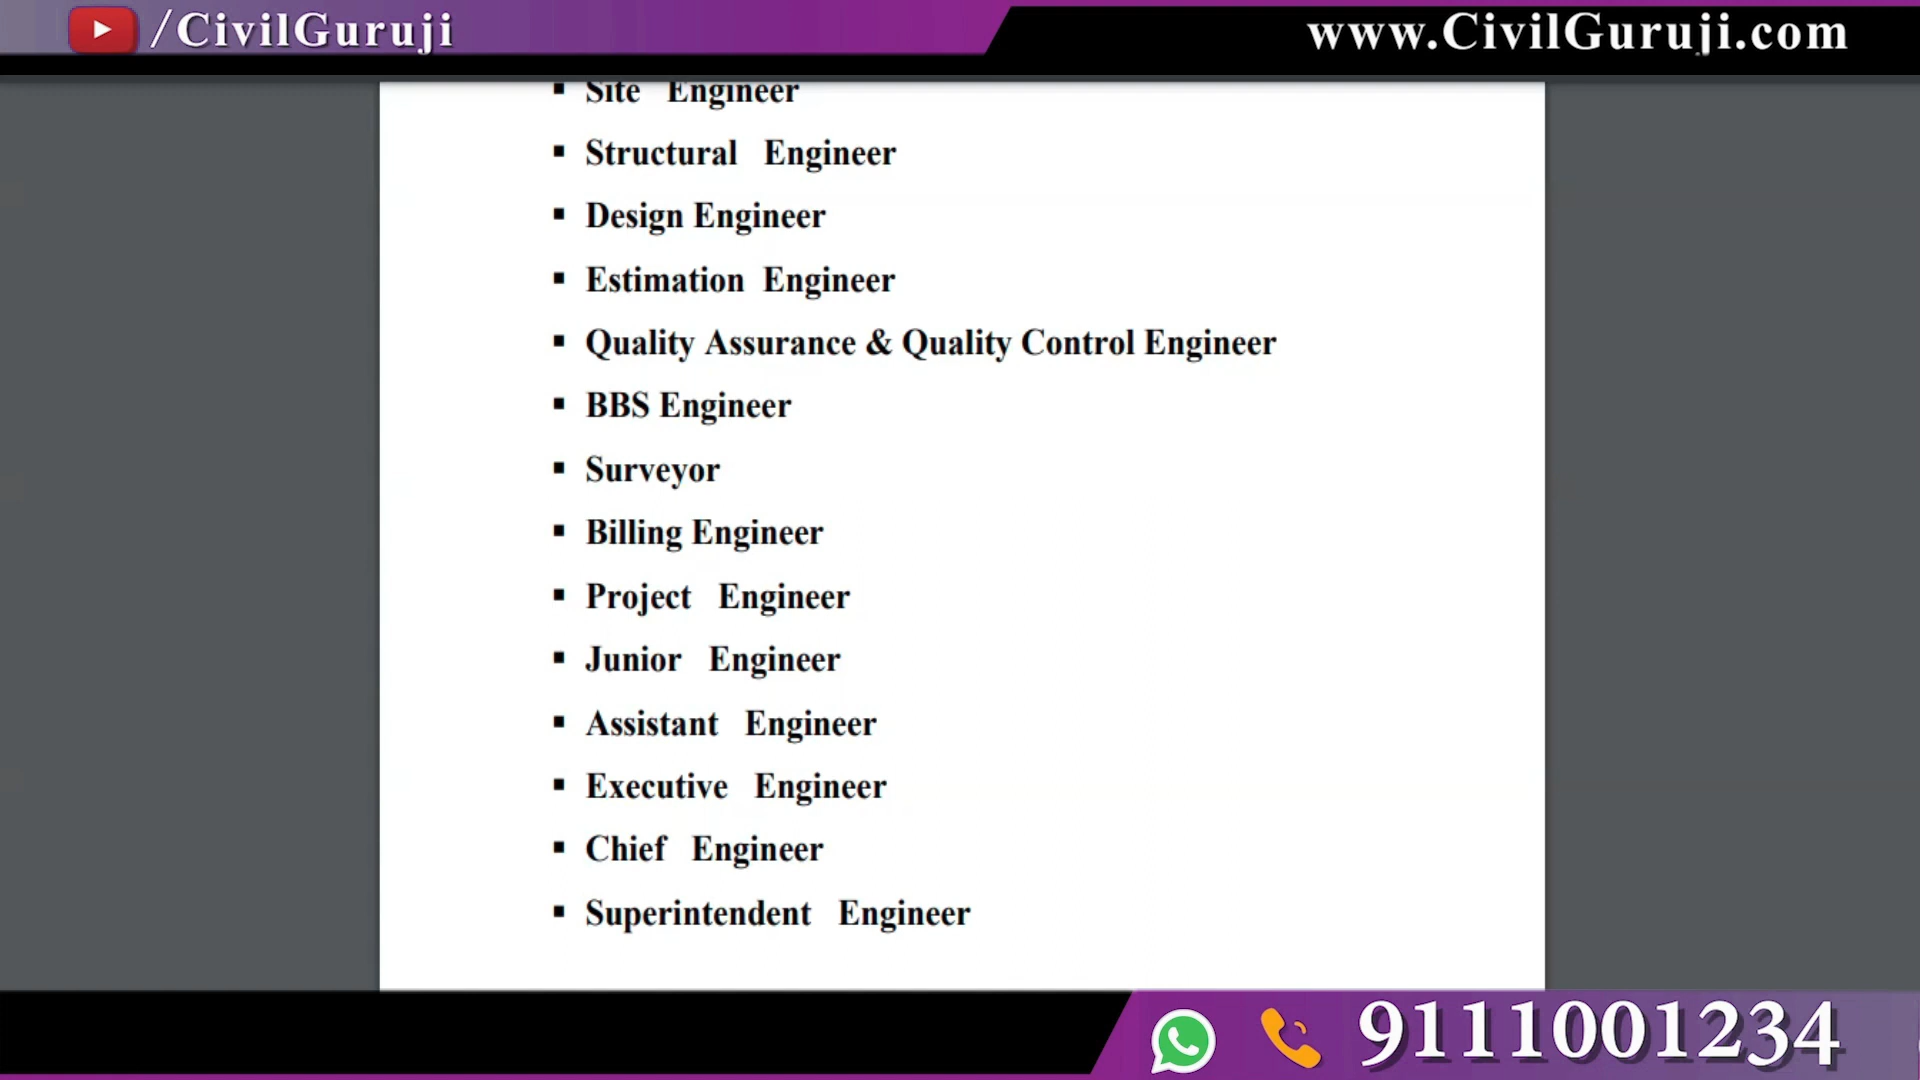 /CivilGuruji
www.CivilGuruji.com
▪ Site Engineer
▪ Structural Engineer
▪ Design Engineer
▪ Estimation Engineer
▪ Quality Assurance & Quality Control Engineer
▪ BBS Engineer
▪ Surveyor
▪ Billing Engineer
▪ Project Engineer
▪ Junior Engineer
▪ Assistant Engineer
▪ Executive Engineer
▪ Chief Engineer
▪ Superintendent Engineer
9111001234